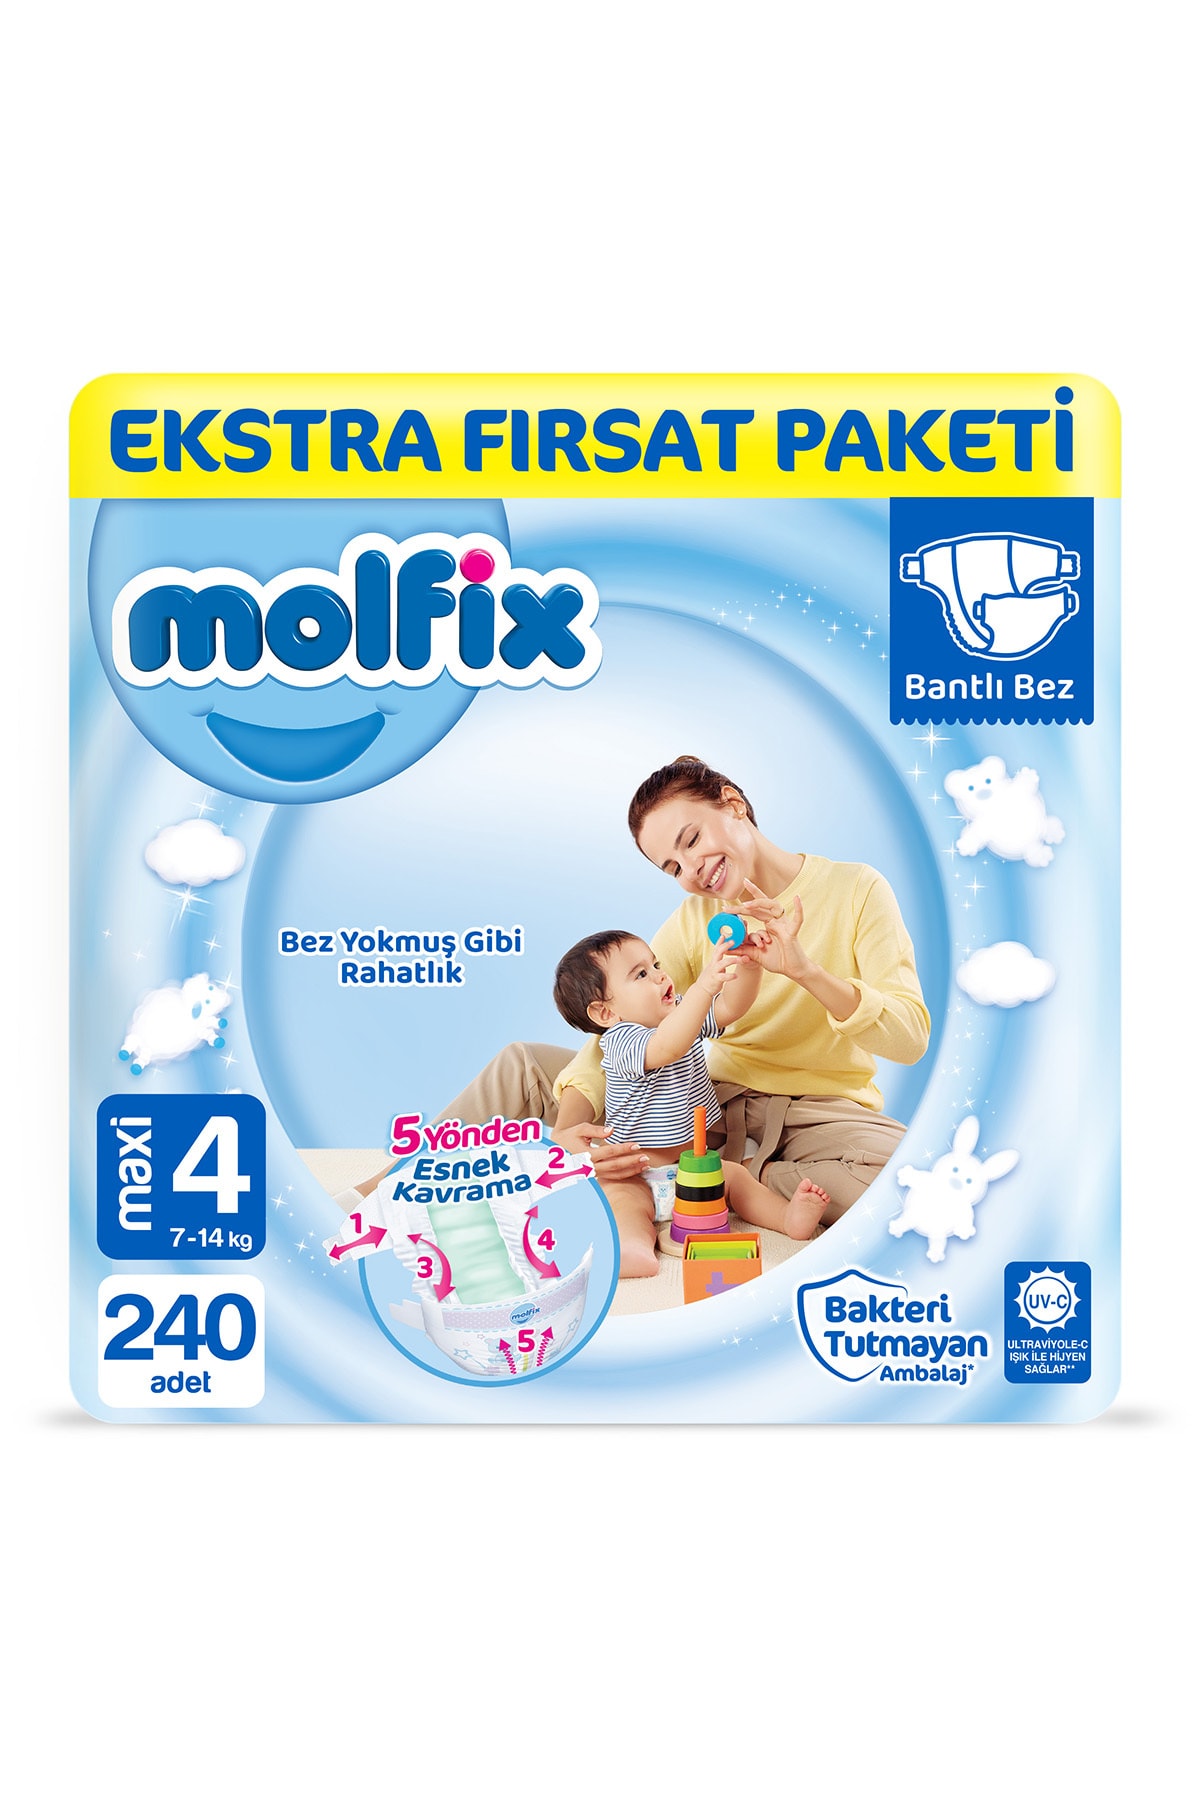 EKSTRA FIRSAT PAKETİ
molfix
Bantlı Bez
Bez Yokmuş Gibi
Rahatlık
maxi
4
7-14 kg
240
adet
5 Yönden
Esnek
Kavrama
1
2
3
4
molfix
5
Bakteri
Tutmayan
Ambalaj*
UV-C
ULTRAVİYOLE-C
IŞIK İLE HİJYEN
SAĞLAR**